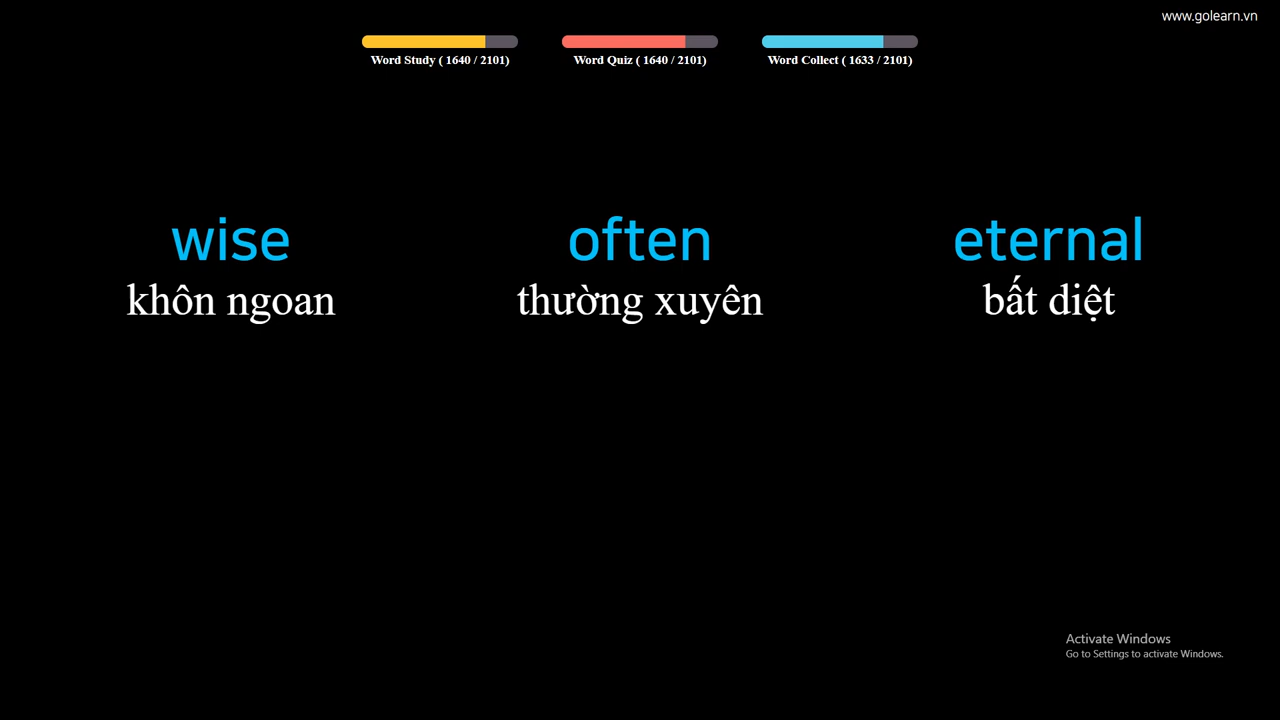 www.golearn.vn
Word Study ( 1640 / 2101)
Word Quiz ( 1640 / 2101)
Word Collect ( 1633 / 2101)
wise
khôn ngoan
often
thường xuyên
eternal
bất diệt
Activate Windows
Go to Settings to activate Windows.